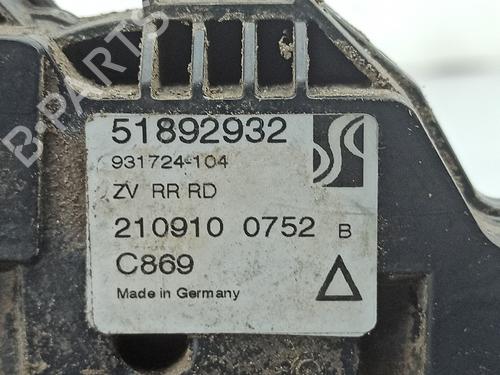 B-PARTS
51892932
931724-104
ZV RR RD
210910 0752 B
C869
Made in Germany